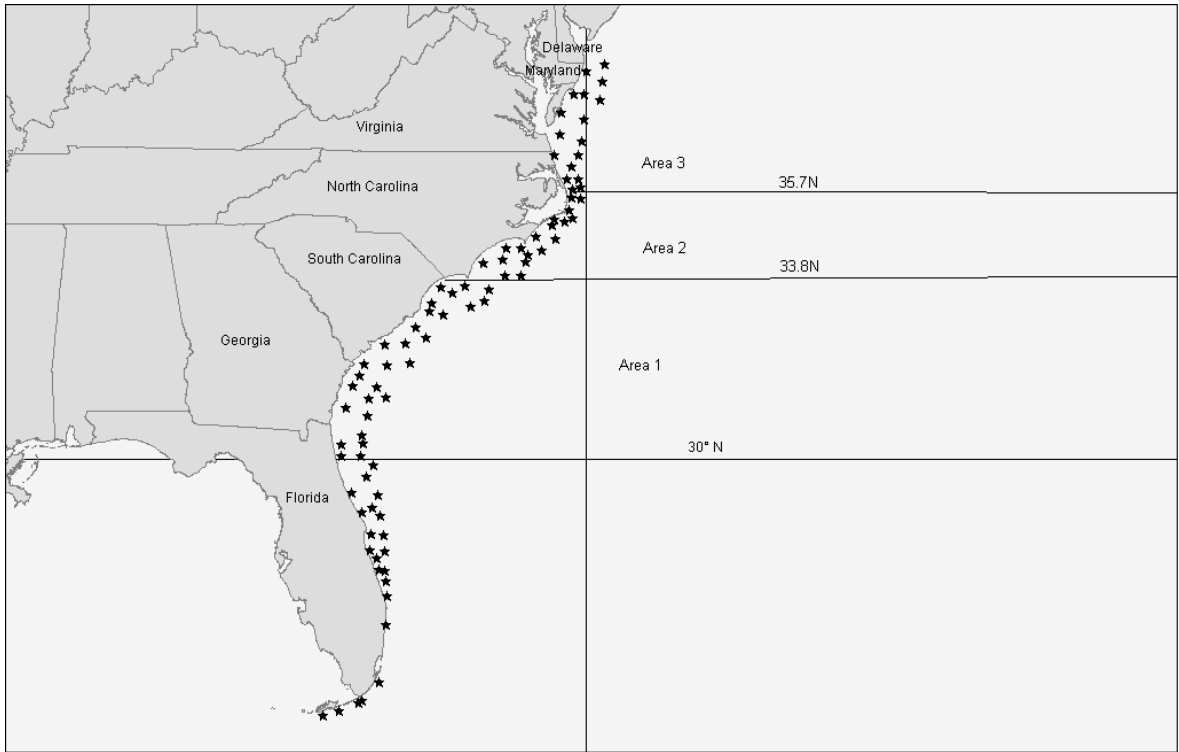 Delaware
Maryland
Virginia
Area 3
35.7N
North Carolina
Area 2
South Carolina
33.8N
Georgia
Area 1
30° N
Florida